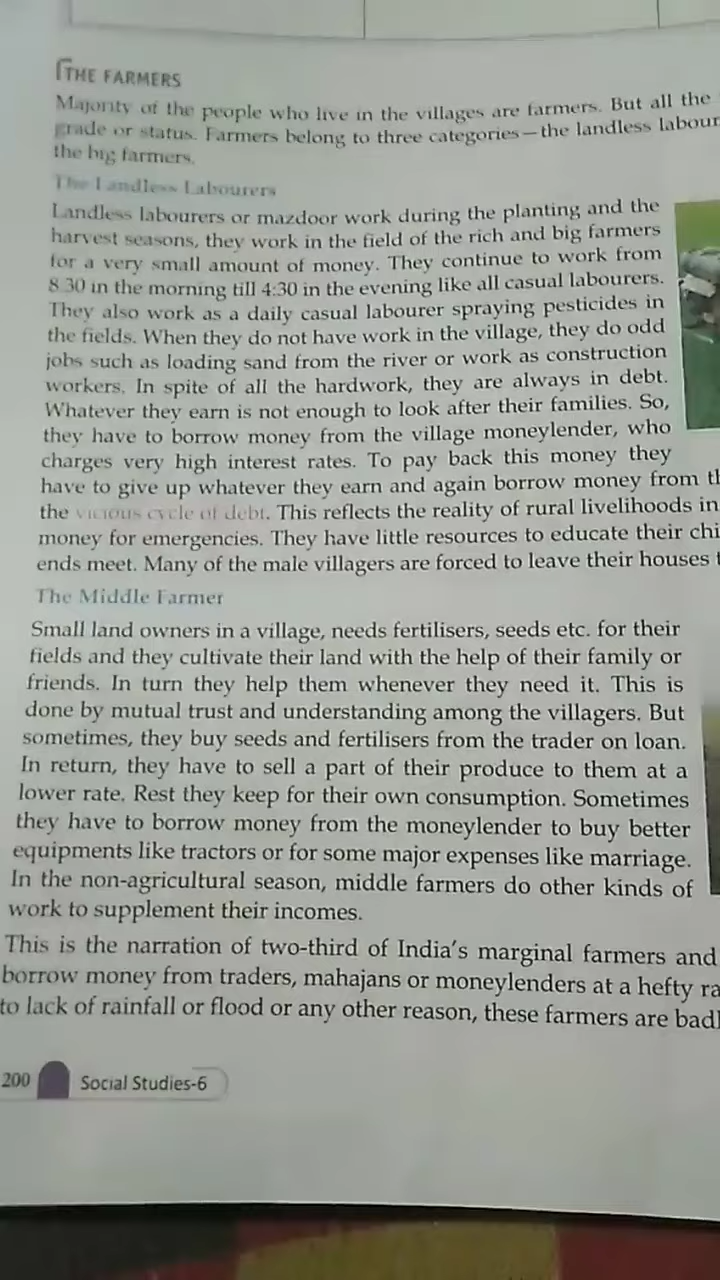 THE FARMERS
Majority of the people who live in the villages are farmers. But all the
grade or status. Farmers belong to three categories—the landless labour
the big farmers.
The Landless Labourers
Landless labourers or mazdoor work during the planting and the
harvest seasons, they work in the field of the rich and big farmers
for a very small amount of money. They continue to work from
8 30 in the morning till 4:30 in the evening like all casual labourers.
They also work as a daily casual labourer spraying pesticides in
the fields. When they do not have work in the village, they do odd
jobs such as loading sand from the river or work as construction
workers. In spite of all the hardwork, they are always in debt.
Whatever they earn is not enough to look after their families. So,
they have to borrow money from the village moneylender, who
charges very high interest rates. To pay back this money they
have to give up whatever they earn and again borrow money from th
the vicious cycle of debt. This reflects the reality of rural livelihoods in
money for emergencies. They have little resources to educate their chi
ends meet. Many of the male villagers are forced to leave their houses t
The Middle Farmer
Small land owners in a village, needs fertilisers, seeds etc. for their
fields and they cultivate their land with the help of their family or
friends. In turn they help them whenever they need it. This is
done by mutual trust and understanding among the villagers. But
sometimes, they buy seeds and fertilisers from the trader on loan.
In return, they have to sell a part of their produce to them at a
lower rate. Rest they keep for their own consumption. Sometimes
they have to borrow money from the moneylender to buy better
equipments like tractors or for some major expenses like marriage.
In the non-agricultural season, middle farmers do other kinds of
work to supplement their incomes.
This is the narration of two-third of India's marginal farmers and
borrow money from traders, mahajans or moneylenders at a hefty ra
to lack of rainfall or flood or any other reason, these farmers are badl
200 Social Studies-6